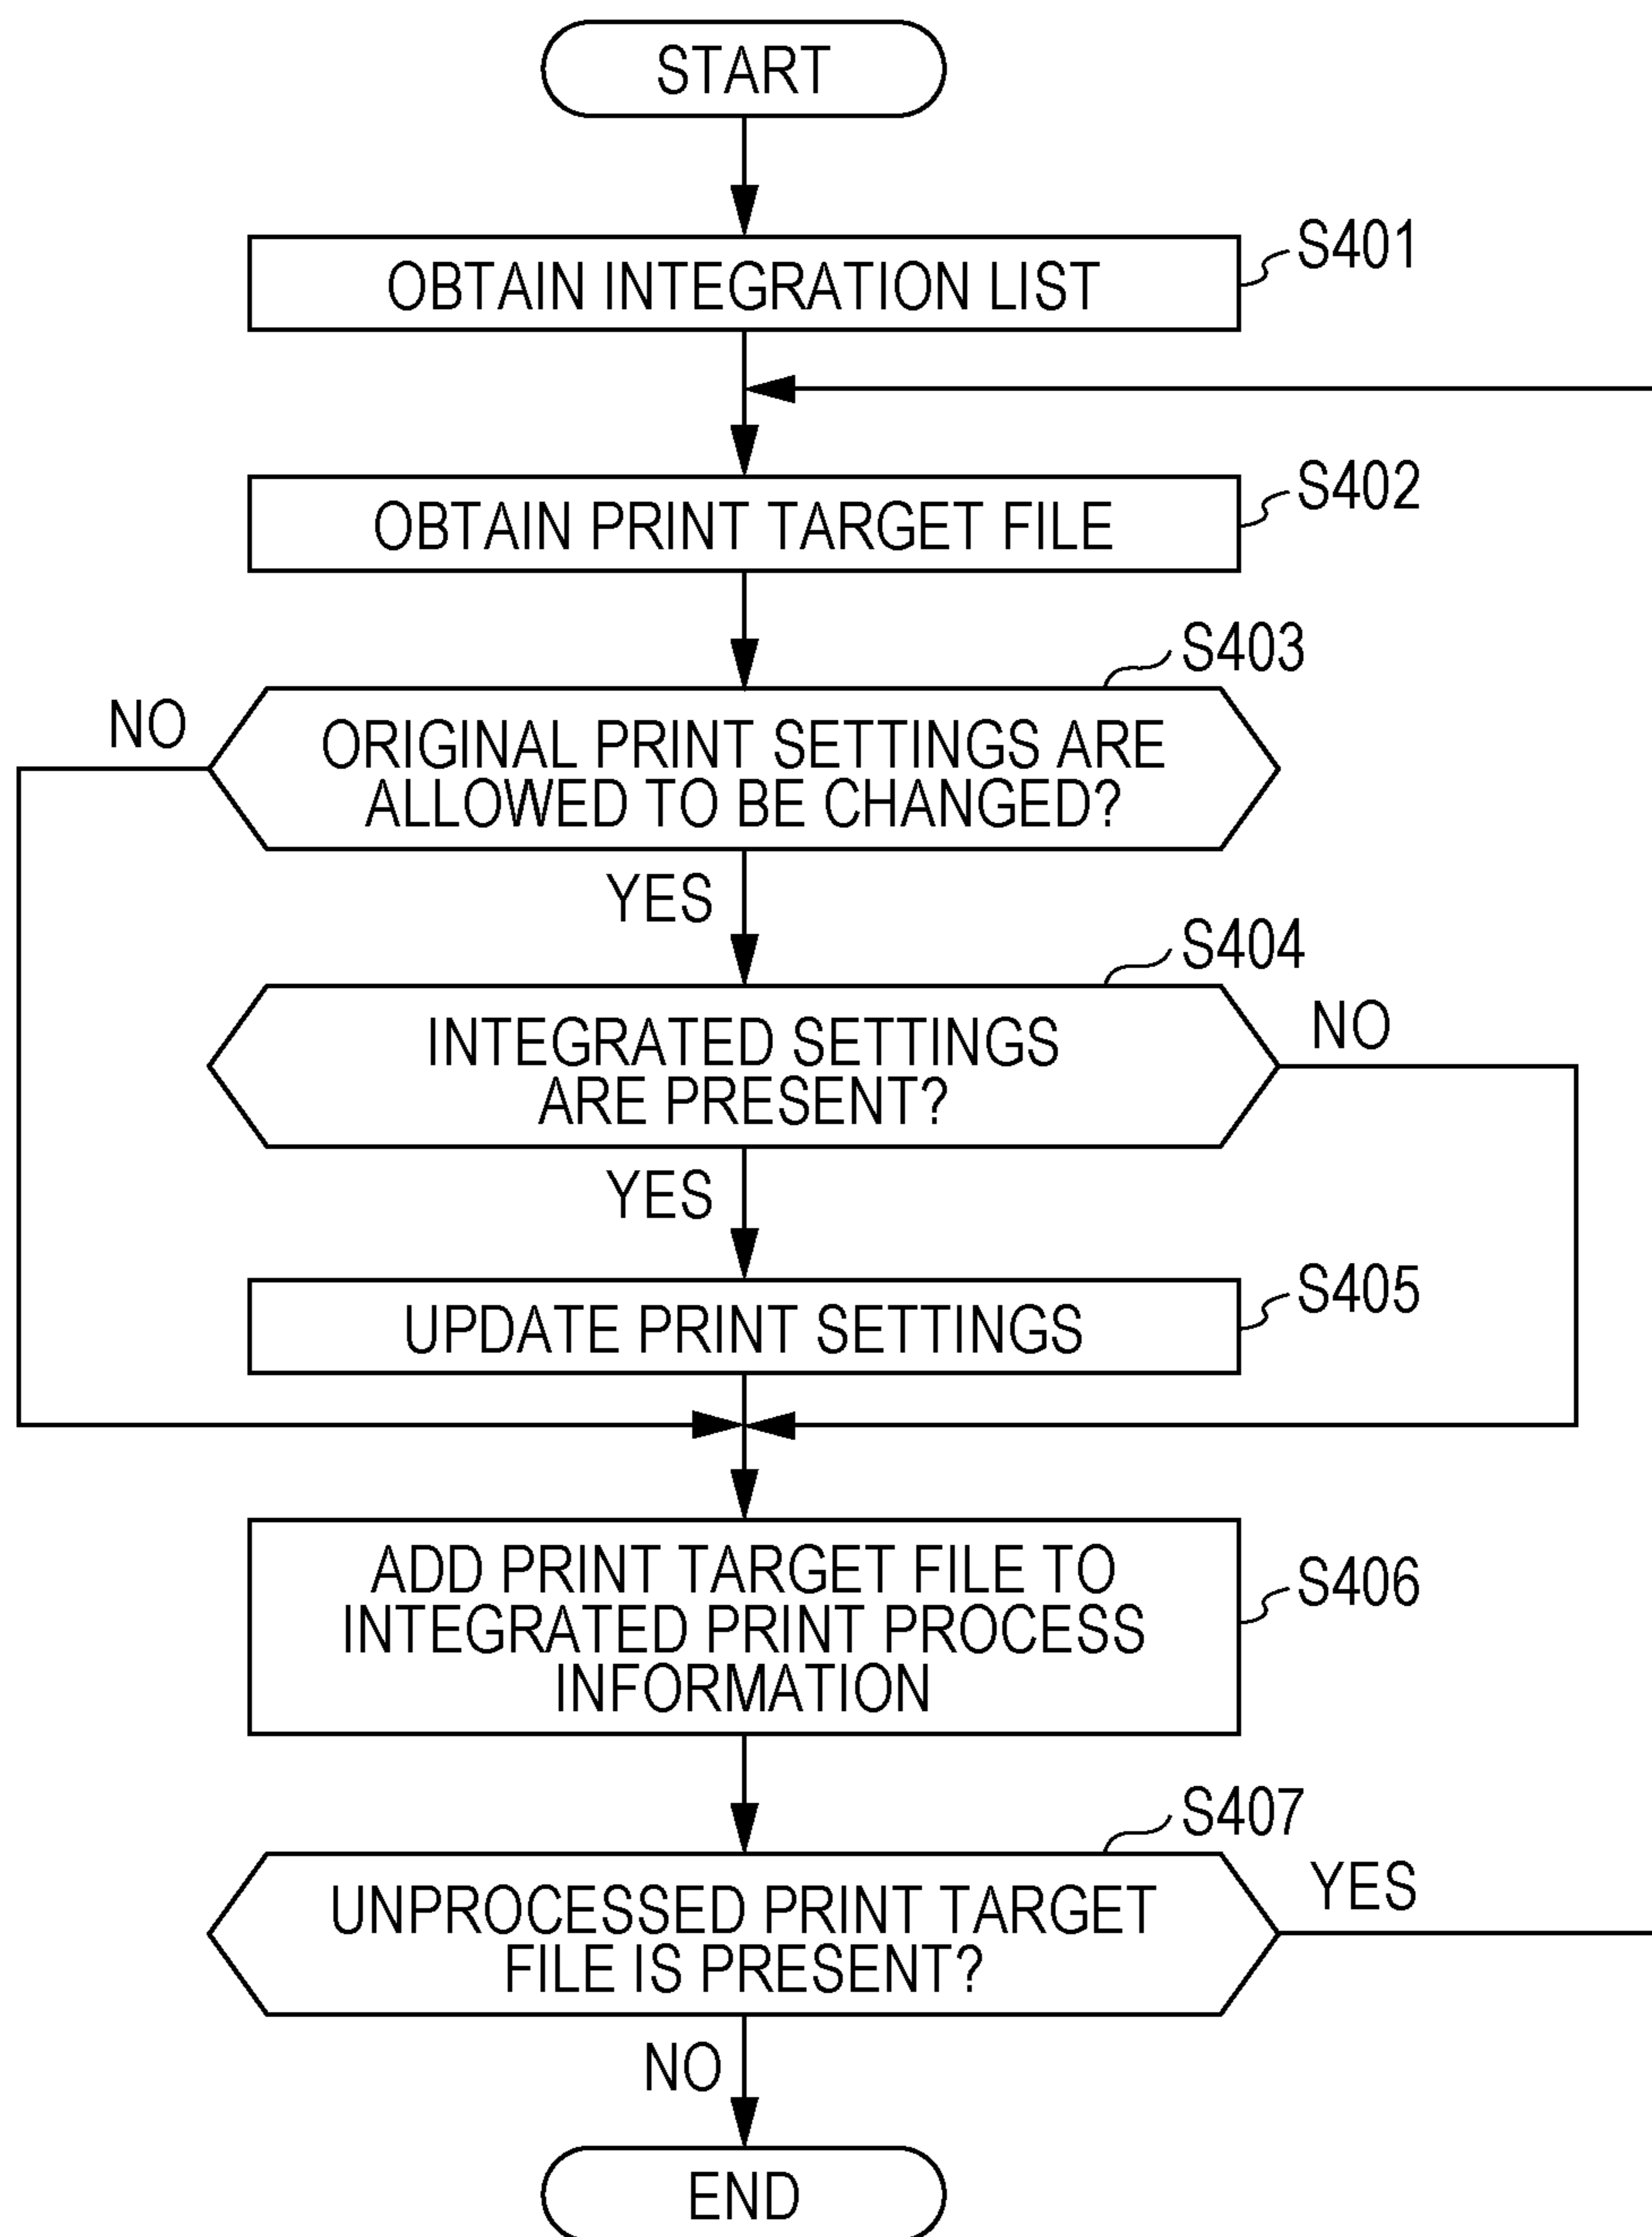 START
OBTAIN INTEGRATION LIST
S401
OBTAIN PRINT TARGET FILE
S402
S403
NO
ORIGINAL PRINT SETTINGS ARE
ALLOWED TO BE CHANGED?
YES
S404
INTEGRATED SETTINGS
ARE PRESENT?
NO
YES
UPDATE PRINT SETTINGS
S405
ADD PRINT TARGET FILE TO
INTEGRATED PRINT PROCESS
INFORMATION
S406
S407
UNPROCESSED PRINT TARGET
FILE IS PRESENT?
YES
NO
END